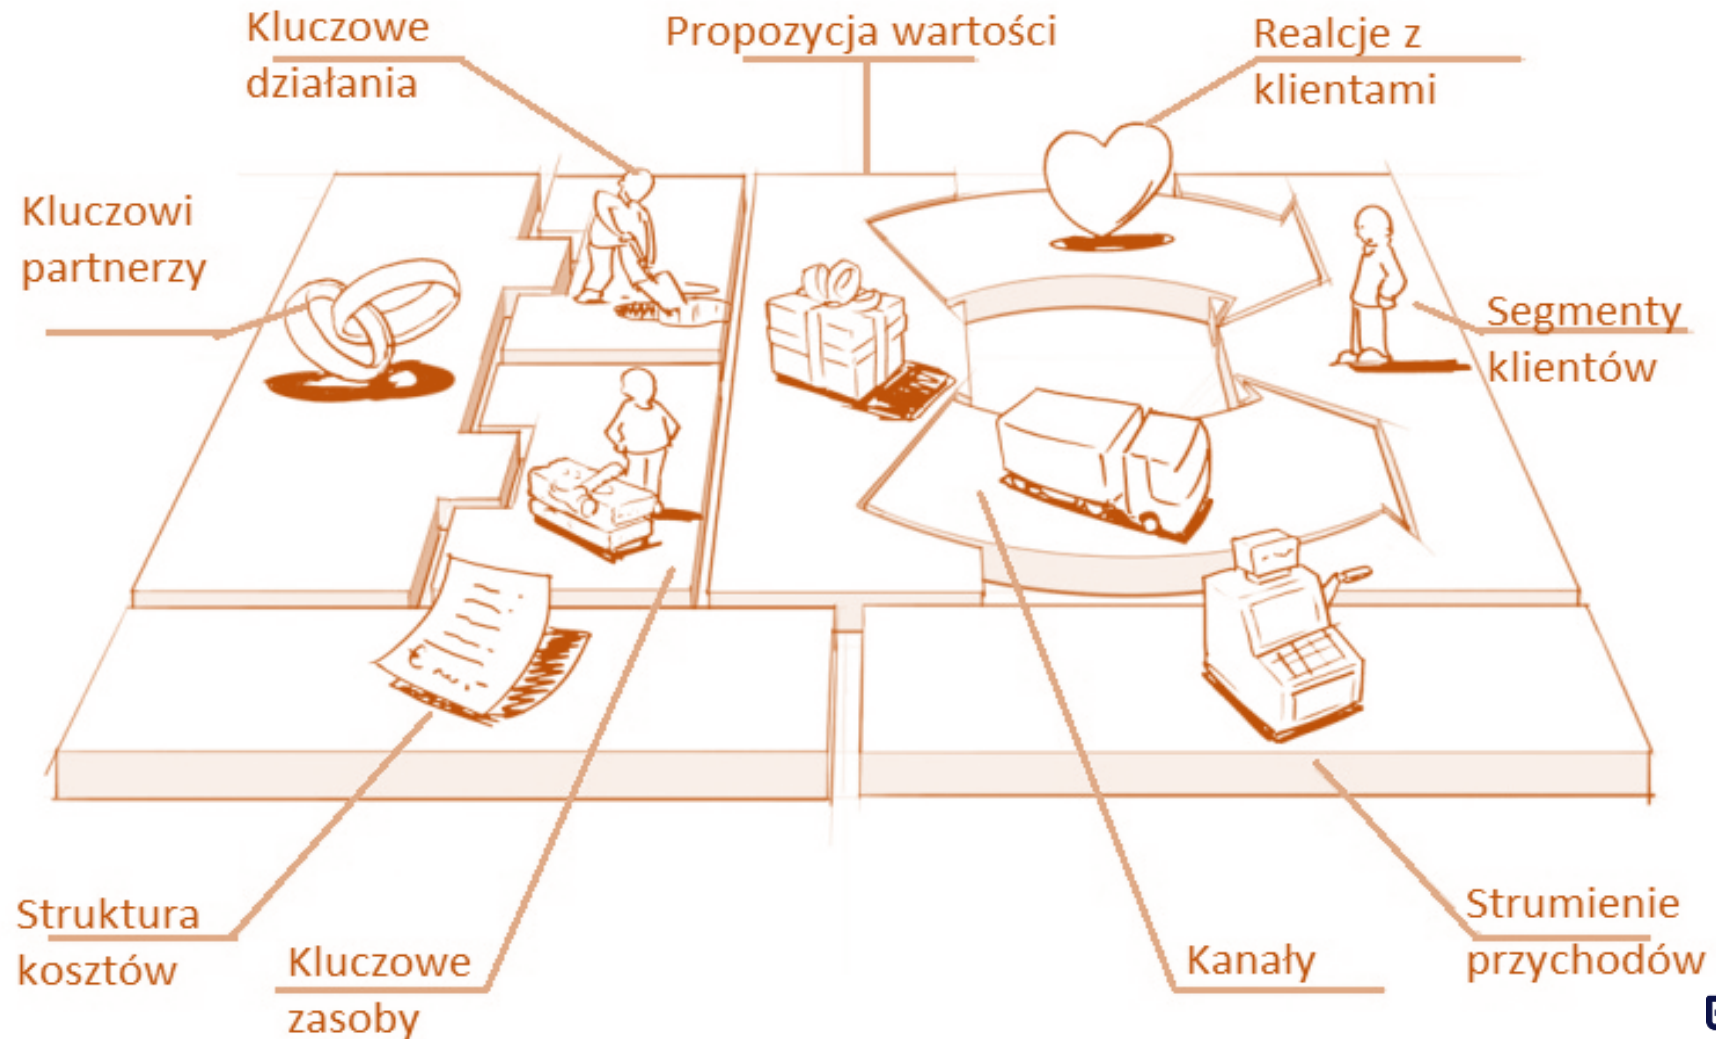 Kluczowe
działania
Propozycja wartości
Realcje z
klientami
Kluczowi
partnerzy
Segmenty
klientów
Struktura
kosztów
Kluczowe
zasoby
Kanały
Strumienie
przychodów